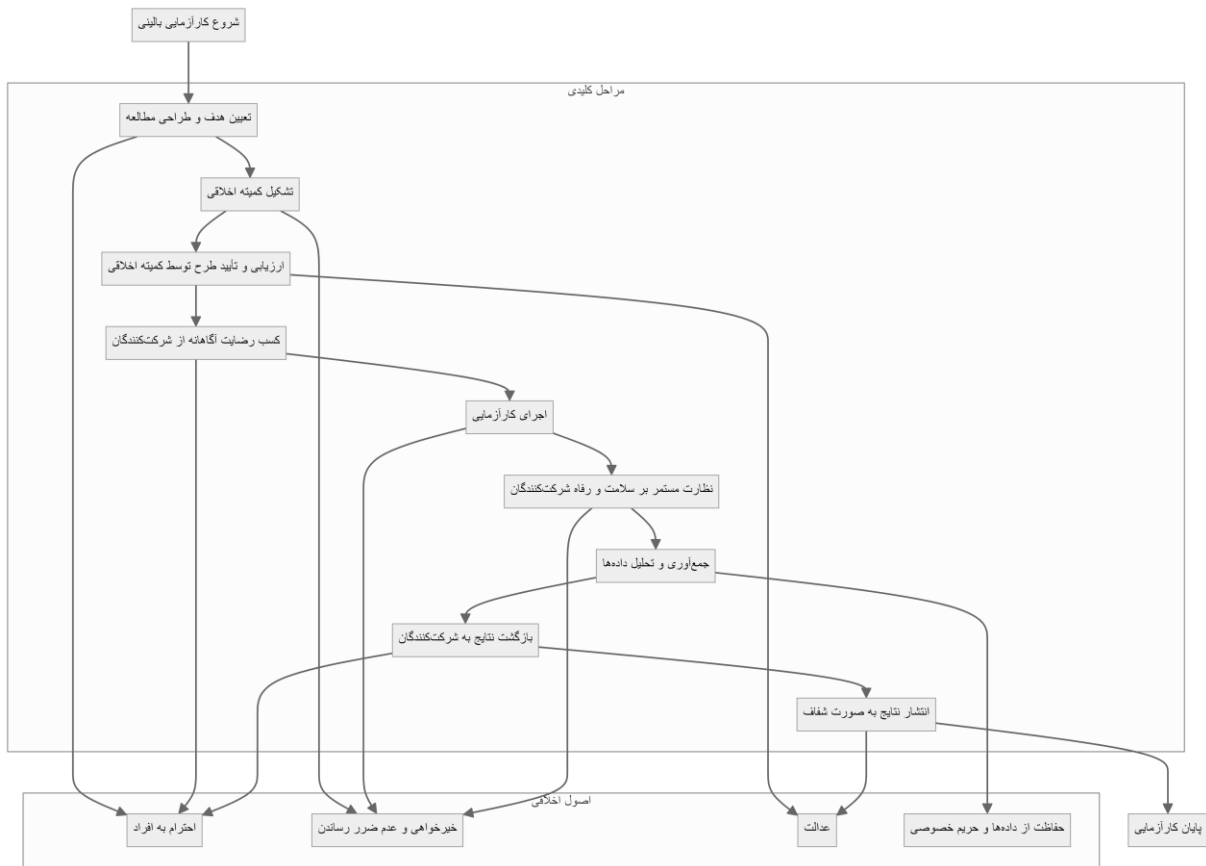 شروع کارآزمایی بالینی
مراحل کلیدی
تعیین هدف و طراحی مطالعه
تشکیل کمیته اخلاقی
ارزیابی و تأیید طرح توسط کمیته اخلاقی
کسب رضایت آگاهانه از شرکت‌کنندگان
اجرای کارآزمایی
نظارت مستمر بر سلامت و رفاه شرکت‌کنندگان
جمع‌آوری و تحلیل داده‌ها
بازگشت نتایج به شرکت‌کنندگان
انتشار نتایج به صورت شفاف
اصول اخلاقی
احترام به افراد
خیرخواهی و عدم ضرر رساندن
عدالت
حفاظت از داده‌ها و حریم خصوصی
پایان کارآزمایی